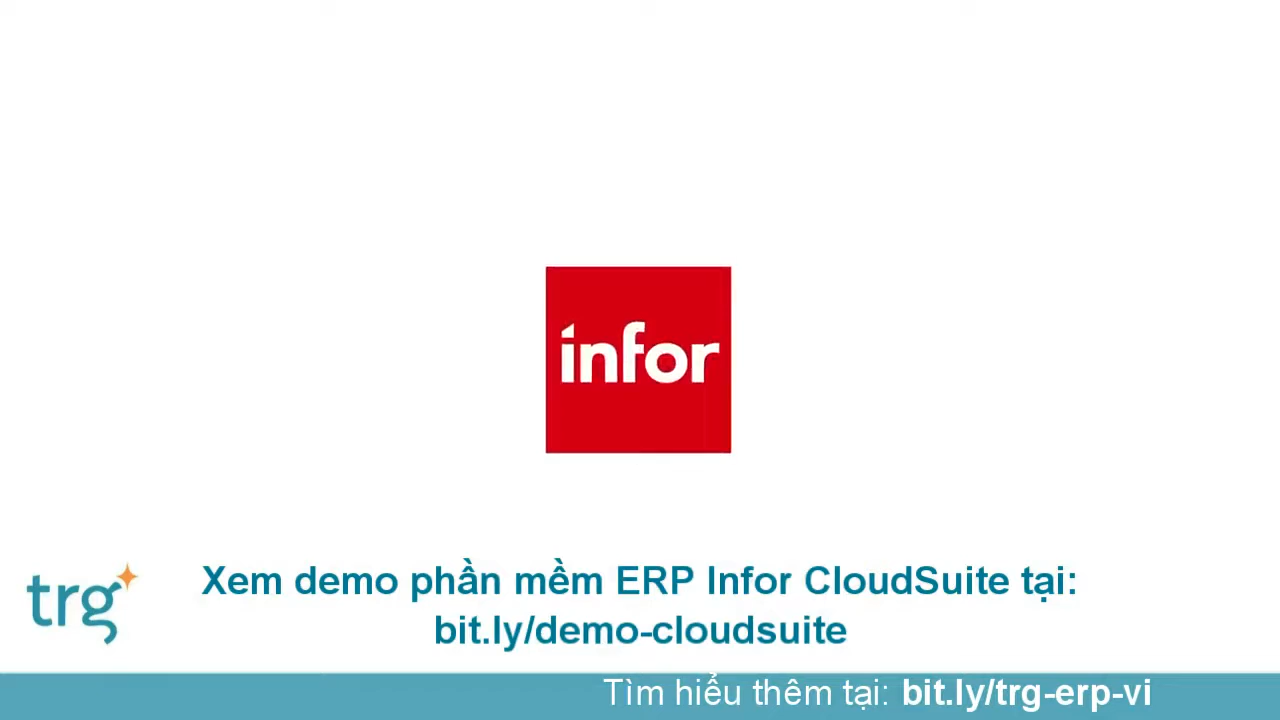 infor
trg
Xem demo phần mềm ERP Infor CloudSuite tại:
bit.ly/demo-cloudsuite
Tìm hiểu thêm tại: bit.ly/trg-erp-vi